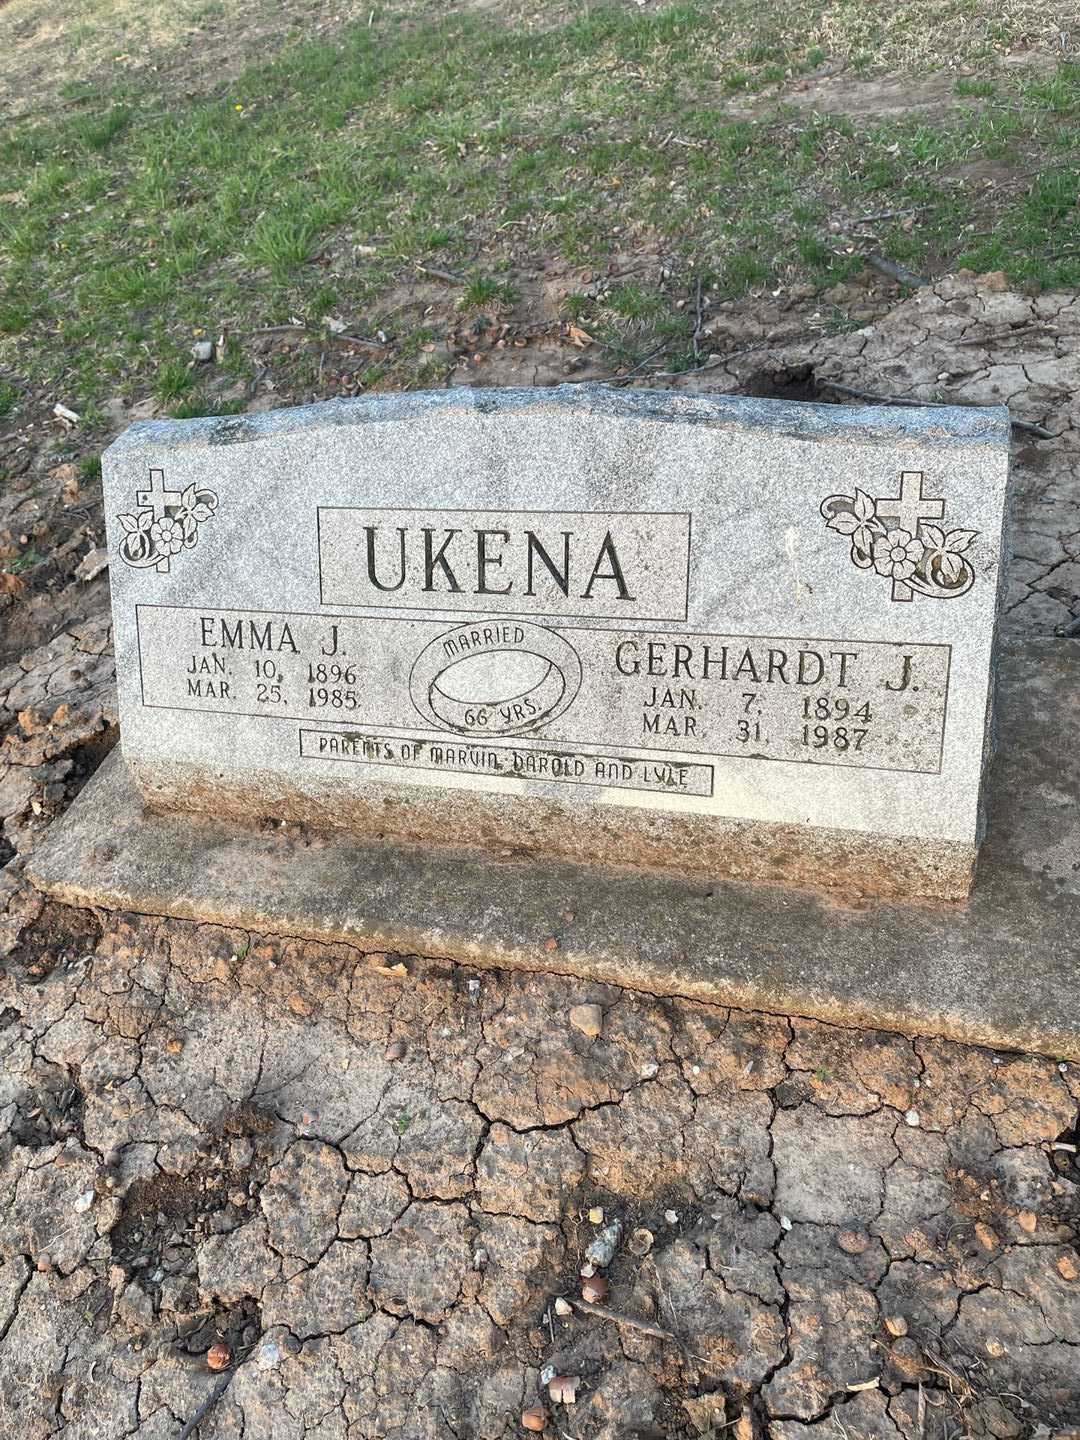 UKENA
EMMA J.
JAN. 10, 1896
MAR. 25, 1985
MARRIED
66 YRS.
GERHARDT J.
JAN. 7, 1894
MAR. 31, 1987
PARENTS OF MARVIN, DAROLD AND LYLE